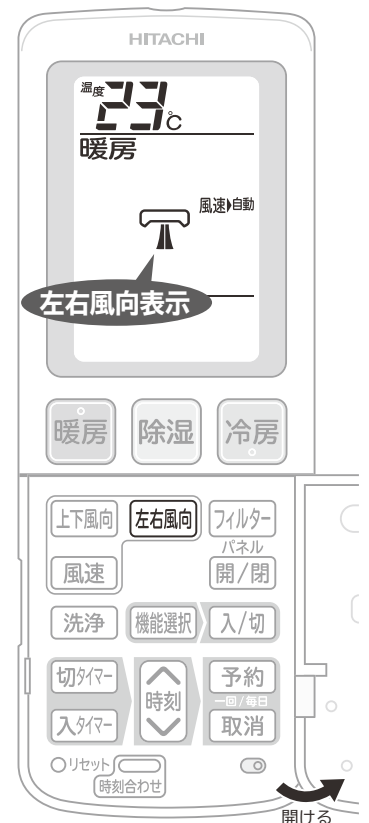 HITACHI
温度23℃
暖房
風速▶自動
左右風向表示
暖房 除湿 冷房
上下風向 左右風向 フィルター
パネル
風速 開/閉
洗浄 機能選択 入/切
切タイマー 予約
時刻 一回/毎日
入タイマー 取消
リセット
時刻合わせ
開ける